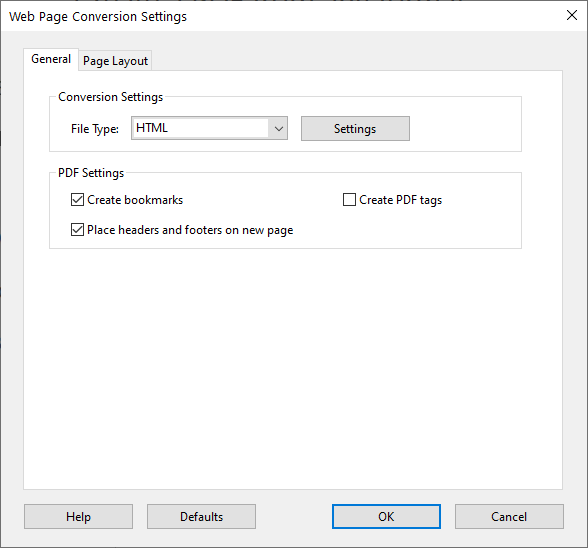 Web Page Conversion Settings
General
Page Layout
Conversion Settings
File Type:
HTML
Settings
PDF Settings
Create bookmarks
Create PDF tags
Place headers and footers on new page
Help
Defaults
OK
Cancel